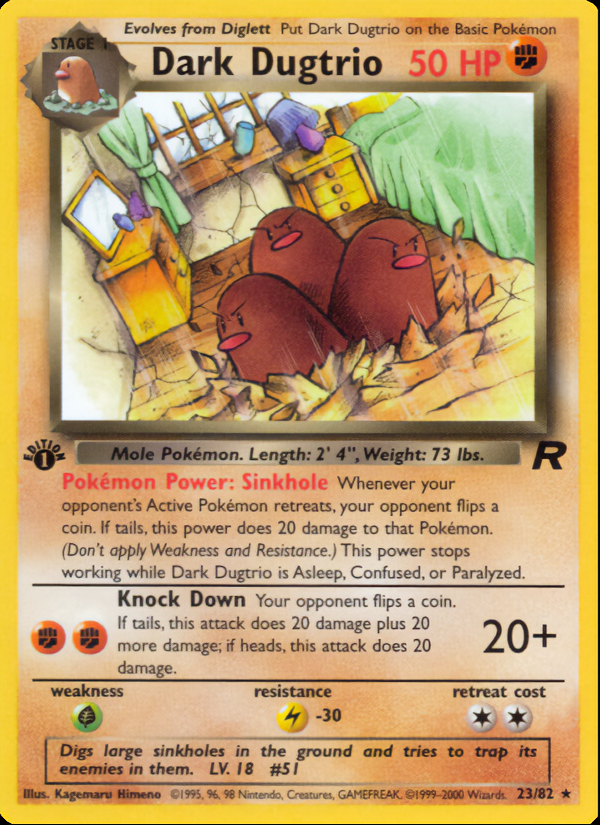 Evolves from Diglett Put Dark Dugtrio on the Basic Pokémon
STAGE 1
Dark Dugtrio 50 HP
EDITION
1
Mole Pokémon. Length: 2' 4", Weight: 73 lbs.
R
Pokémon Power: Sinkhole Whenever your
opponent's Active Pokémon retreats, your opponent flips a
coin. If tails, this power does 20 damage to that Pokémon.
(Don't apply Weakness and Resistance.) This power stops
working while Dark Dugtrio is Asleep, Confused, or Paralyzed.
Knock Down Your opponent flips a coin.
If tails, this attack does 20 damage plus 20
more damage; if heads, this attack does 20
damage.
20+
weakness resistance retreat cost
-30
Digs large sinkholes in the ground and tries to trap its
enemies in them. LV. 18 #51
Illus. Kagemaru Himeno ©1995, 96, 98 Nintendo, Creatures, GAMEFREAK. ©1999-2000 Wizards. 23/82 ★